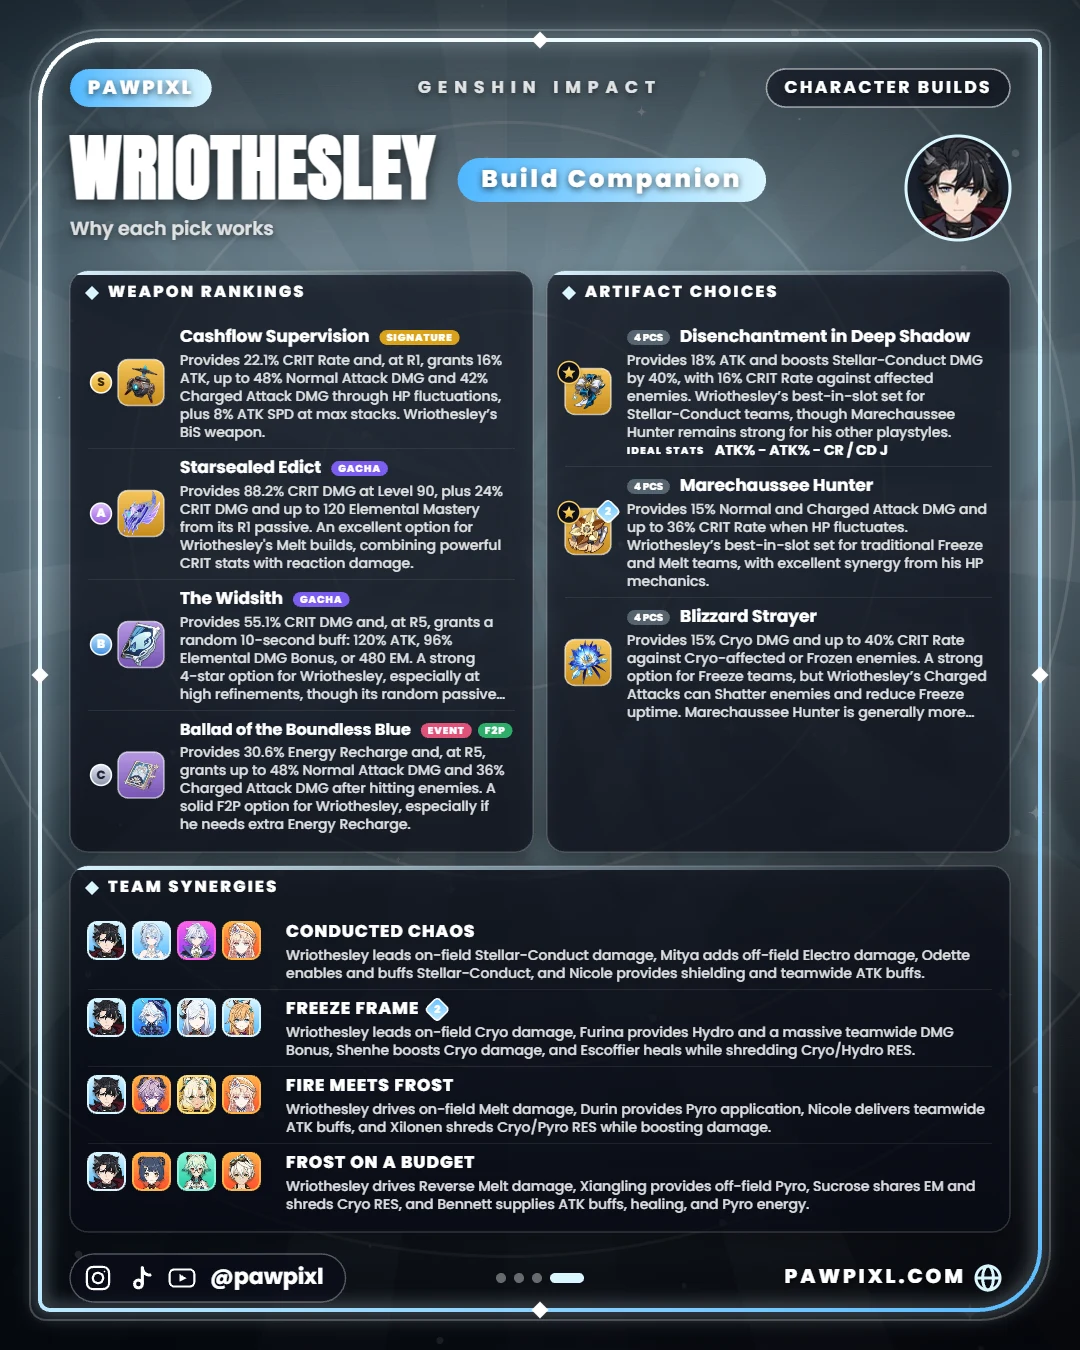 PAWPIXL
GENSHIN IMPACT
CHARACTER BUILDS
WRIOTHESLEY
Build Companion
Why each pick works
WEAPON RANKINGS
S
Cashflow Supervision SIGNATURE
Provides 22.1% CRIT Rate and, at R1, grants 16%
ATK, up to 48% Normal Attack DMG and 42%
Charged Attack DMG through HP fluctuations,
plus 8% ATK SPD at max stacks. Wriothesley’s
BiS weapon.
A
Starsealed Edict GACHA
Provides 88.2% CRIT DMG at Level 90, plus 24%
CRIT DMG and up to 120 Elemental Mastery
from its R1 passive. An excellent option for
Wriothesley's Melt builds, combining powerful
CRIT stats with reaction damage.
B
The Widsith GACHA
Provides 55.1% CRIT DMG and, at R5, grants a
random 10-second buff: 120% ATK, 96%
Elemental DMG Bonus, or 480 EM. A strong
4-star option for Wriothesley, especially at
high refinements, though its random passive…
C
Ballad of the Boundless Blue EVENT F2P
Provides 30.6% Energy Recharge and, at R5,
grants up to 48% Normal Attack DMG and 36%
Charged Attack DMG after hitting enemies. A
solid F2P option for Wriothesley, especially if
he needs extra Energy Recharge.
ARTIFACT CHOICES
4PCS Disenchantment in Deep Shadow
Provides 18% ATK and boosts Stellar-Conduct DMG
by 40%, with 16% CRIT Rate against affected
enemies. Wriothesley’s best-in-slot set for
Stellar-Conduct teams, though Marechaussee
Hunter remains strong for his other playstyles.
IDEAL STATS ATK% - ATK% - CR / CD J
2
4PCS Marechaussee Hunter
Provides 15% Normal and Charged Attack DMG and
up to 36% CRIT Rate when HP fluctuates.
Wriothesley’s best-in-slot set for traditional Freeze
and Melt teams, with excellent synergy from his HP
mechanics.
4PCS Blizzard Strayer
Provides 15% Cryo DMG and up to 40% CRIT Rate
against Cryo-affected or Frozen enemies. A strong
option for Freeze teams, but Wriothesley’s Charged
Attacks can Shatter enemies and reduce Freeze
uptime. Marechaussee Hunter is generally more…
TEAM SYNERGIES
CONDUCTED CHAOS
Wriothesley leads on-field Stellar-Conduct damage, Mitya adds off-field Electro damage, Odette
enables and buffs Stellar-Conduct, and Nicole provides shielding and teamwide ATK buffs.
FREEZE FRAME 2
Wriothesley leads on-field Cryo damage, Furina provides Hydro and a massive teamwide DMG
Bonus, Shenhe boosts Cryo damage, and Escoffier heals while shredding Cryo/Hydro RES.
FIRE MEETS FROST
Wriothesley drives on-field Melt damage, Durin provides Pyro application, Nicole delivers teamwide
ATK buffs, and Xilonen shreds Cryo/Pyro RES while boosting damage.
FROST ON A BUDGET
Wriothesley drives Reverse Melt damage, Xiangling provides off-field Pyro, Sucrose shares EM and
shreds Cryo RES, and Bennett supplies ATK buffs, healing, and Pyro energy.
@pawpixl
PAWPIXL.COM